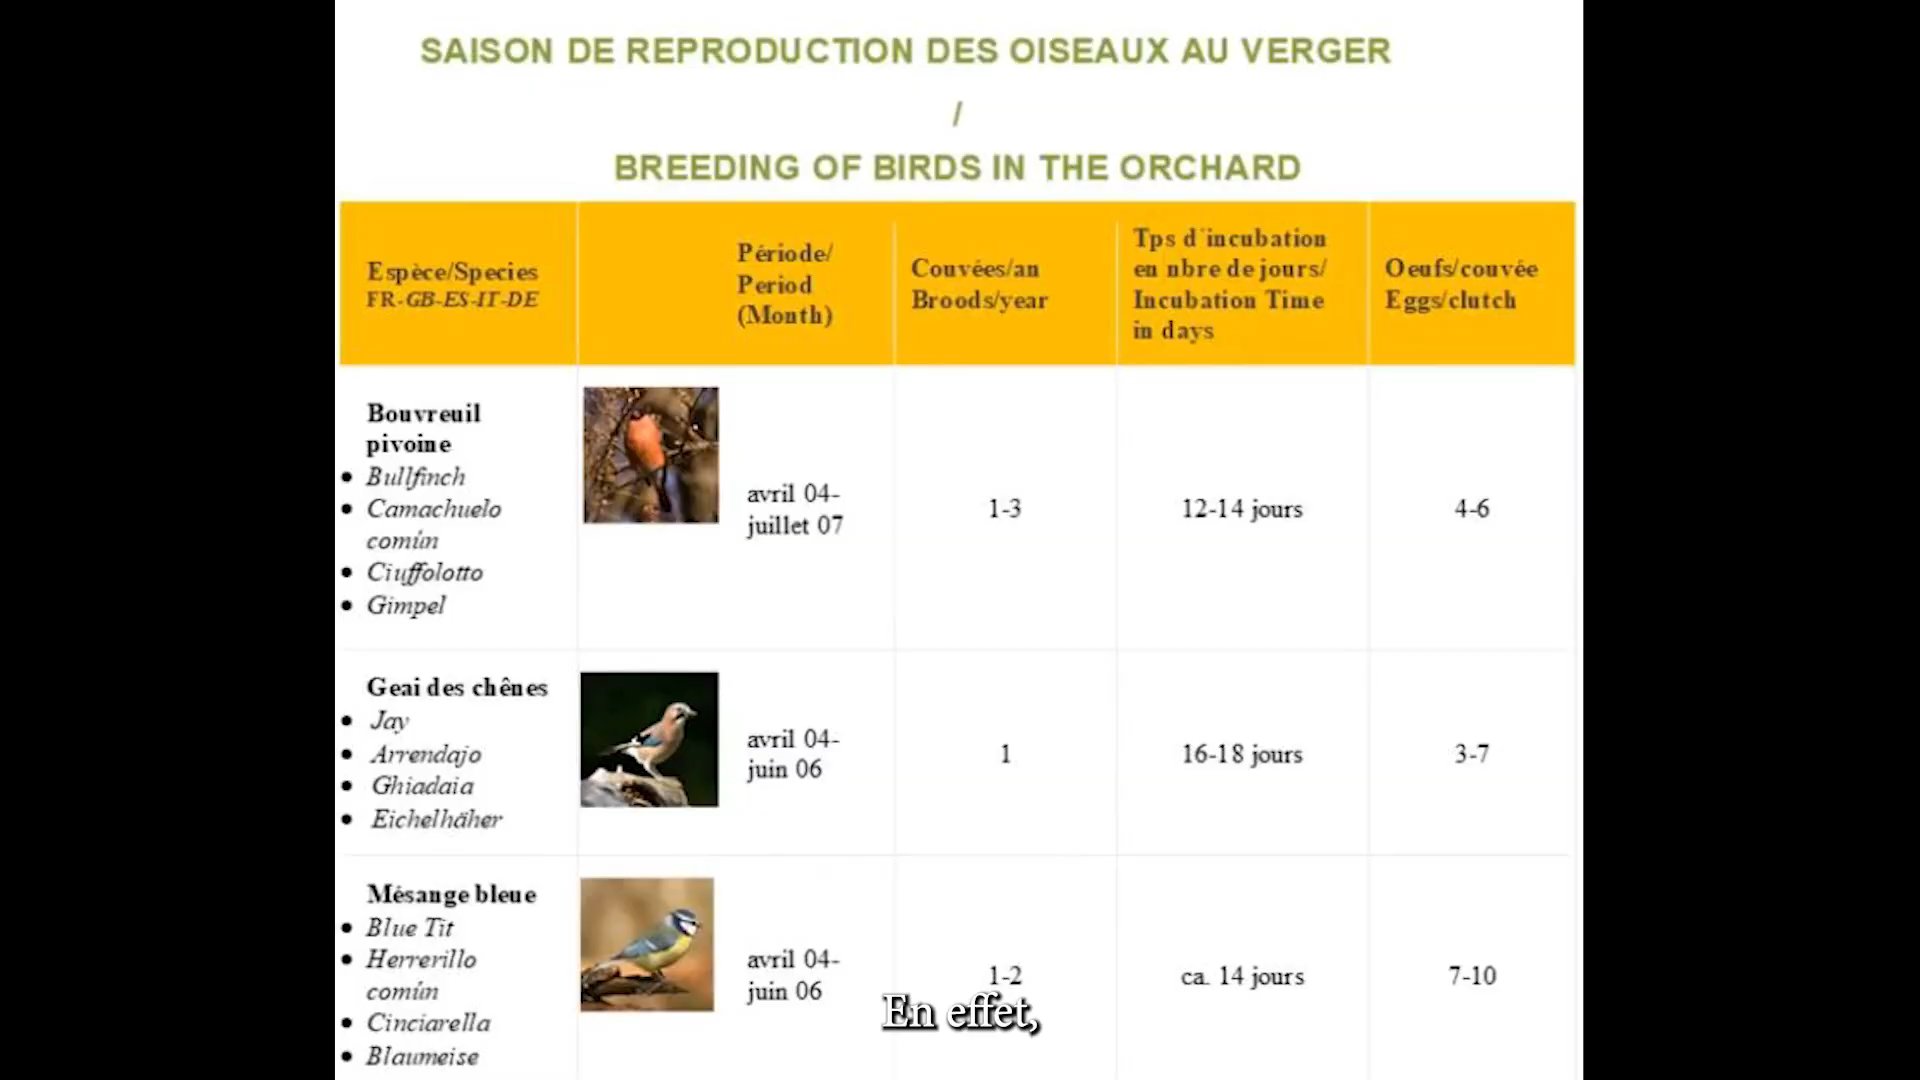 SAISON DE REPRODUCTION DES OISEAUX AU VERGER
/
BREEDING OF BIRDS IN THE ORCHARD
Espèce/Species
FR-GB-ES-IT-DE
Période/
Period
(Month)
Couvées/an
Broods/year
Tps d'incubation
en nbre de jours/
Incubation Time
in days
Oeufs/couvée
Eggs/clutch
Bouvreuil
pivoine
• Bullfinch
• Camachuelo
común
• Ciuffolotto
• Gimpel
avril 04-
juillet 07
1-3
12-14 jours
4-6
Geai des chênes
• Jay
• Arrendajo
• Ghiadaia
• Eichelhäher
avril 04-
juin 06
1
16-18 jours
3-7
Mésange bleue
• Blue Tit
• Herrerillo
común
• Cinciarella
• Blaumeise
avril 04-
juin 06
1-2
ca. 14 jours
7-10
En effet,